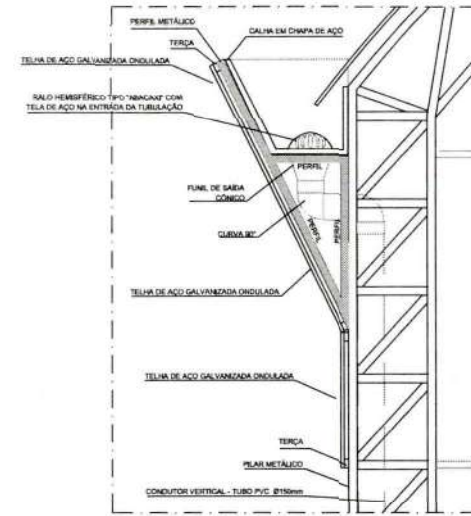 PERFIL METÁLICO
CALHA EM CHAPA DE AÇO
TERÇA
TELHA DE AÇO GALVANIZADA ONDULADA
RALO HEMISFÉRICO TIPO "ABACAXI" COM
TELA DE AÇO NA ENTRADA DA TUBULAÇÃO
PERFIL
FUNIL DE SAÍDA
CÔNICO
PERFIL
PERFIL
CURVA 90°
TELHA DE AÇO GALVANIZADA ONDULADA
TELHA DE AÇO GALVANIZADA ONDULADA
TERÇA
PILAR METÁLICO
CONDUTOR VERTICAL - TUBO PVC Ø150mm